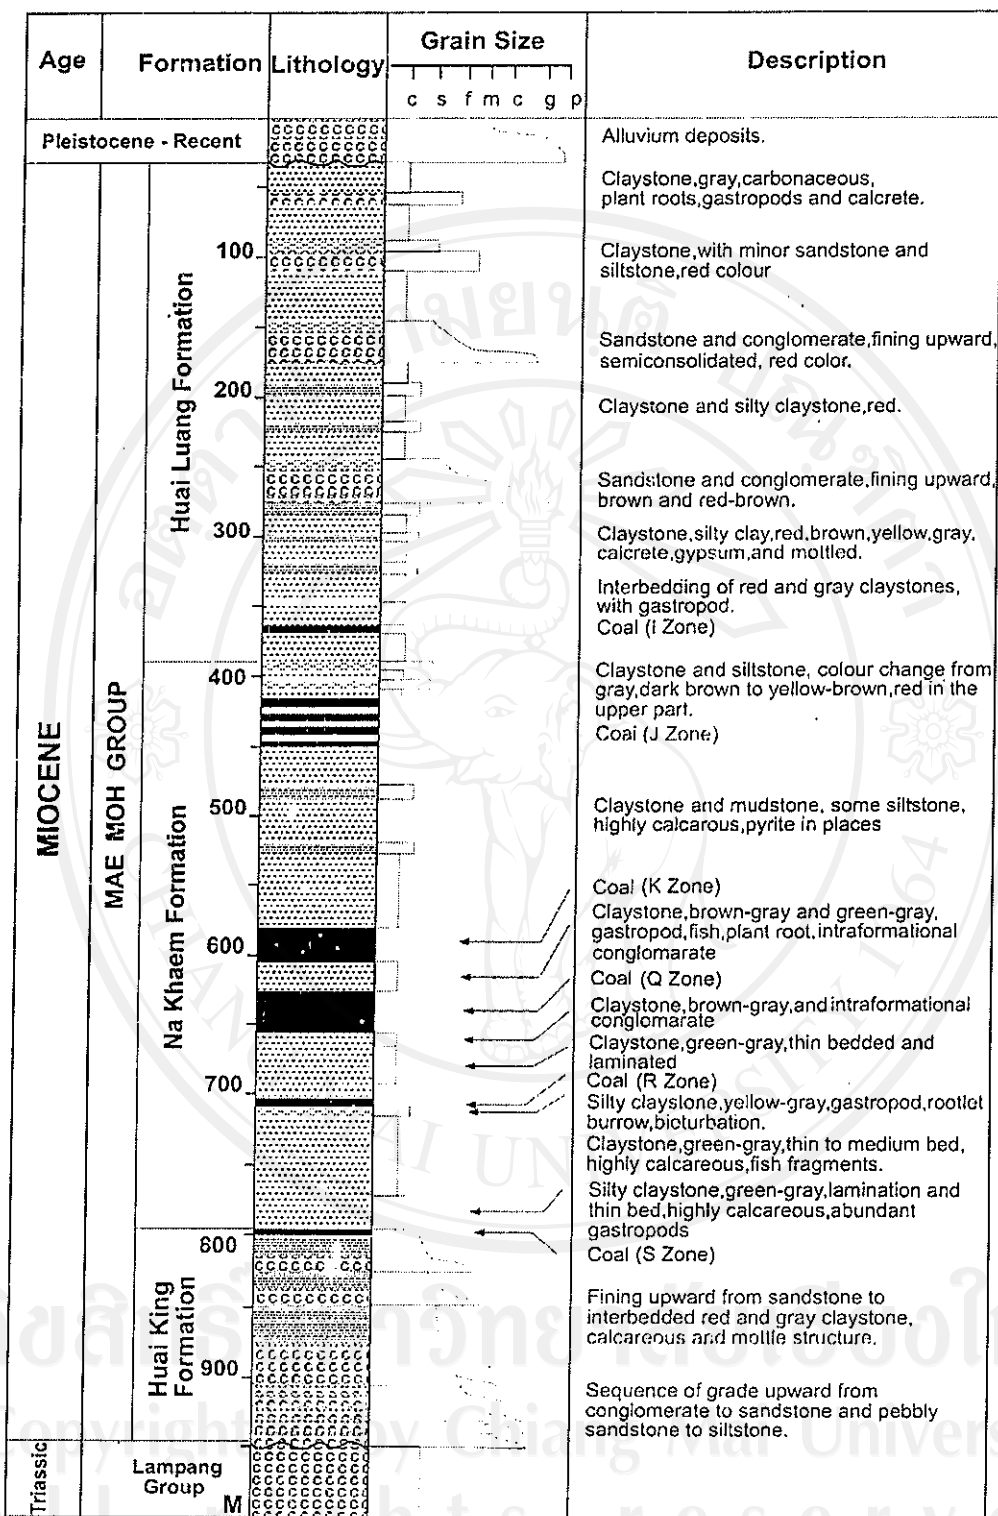 Age
Formation
Lithology
Grain Size
c s f m c g p
Description
Pleistocene - Recent
MIOCENE
MAE MOH GROUP
Huai Luang Formation
Na Khaem Formation
Huai King
Formation
Triassic
Lampang
Group
100
200
300
400
500
600
700
800
900
M
Alluvium deposits.
Claystone,gray,carbonaceous,
plant roots,gastropods and calcrete.
Claystone,with minor sandstone and
siltstone,red colour
Sandstone and conglomerate,fining upward,
semiconsolidated, red color.
Claystone and silty claystone,red.
Sandstone and conglomerate,fining upward,
brown and red-brown.
Claystone,silty clay,red,brown,yellow,gray,
calcrete,gypsum,and mottled.
Interbedding of red and gray claystones,
with gastropod.
Coal (I Zone)
Claystone and siltstone, colour change from
gray,dark brown to yellow-brown,red in the
upper part.
Coal (J Zone)
Claystone and mudstone, some siltstone,
highly calcarous,pyrite in places
Coal (K Zone)
Claystone,brown-gray and green-gray,
gastropod,fish,plant root,intraformational
conglomarate
Coal (Q Zone)
Claystone,brown-gray,and intraformational
conglomarate
Claystone,green-gray,thin bedded and
laminated
Coal (R Zone)
Silty claystone,yellow-gray,gastropod,rootlet
burrow,bioturbation.
Claystone,green-gray,thin to medium bed,
highly calcareous,fish fragments.
Silty claystone,green-gray,lamination and
thin bed,highly calcareous,abundant
gastropods
Coal (S Zone)
Fining upward from sandstone to
interbedded red and gray claystone,
calcareous and mottle structure.
Sequence of grade upward from
conglomerate to sandstone and pebbly
sandstone to siltstone.
CHIANG MAI UNIVERSITY 1964
Copyright by Chiang Mai Univers